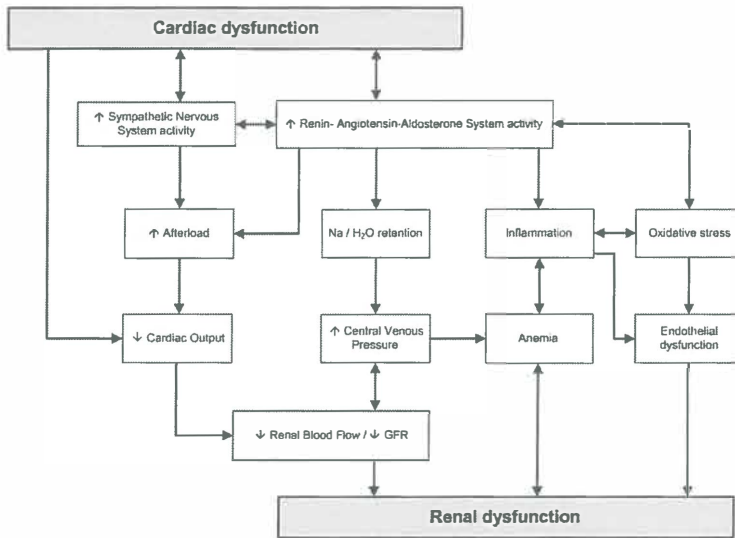 Cardiac dysfunction
↑ Sympathetic Nervous
System activity
↑ Renin- Angiotensin-Aldosterone System activity
↑ Afterload
Na / H₂O retention
Inflammation
Oxidative stress
↓ Cardiac Output
↑ Central Venous
Pressure
Anemia
Endothelial
dysfunction
↓ Renal Blood Flow / ↓ GFR
Renal dysfunction